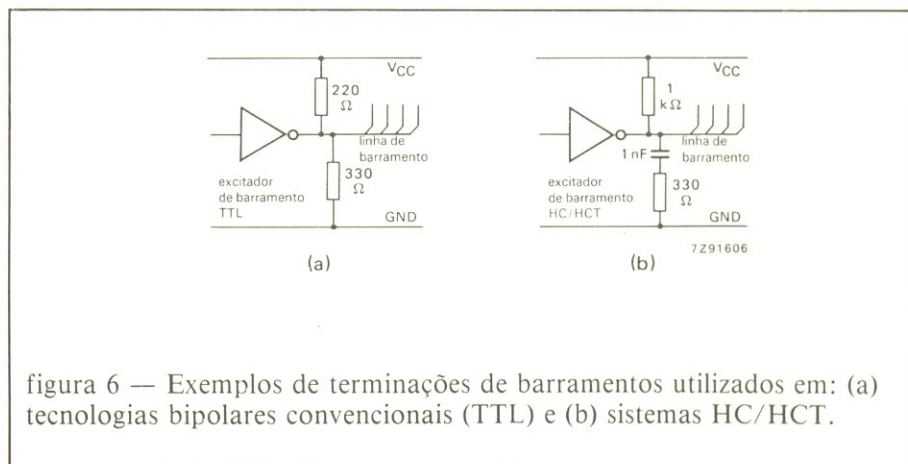 VCC
220
Ω
linha de
barramento
330
Ω
excitador
de barramento
TTL
GND
(a)
VCC
1
kΩ
1 nF
linha de
barramento
330
Ω
excitador
de barramento
HC/HCT
GND
7Z91606
(b)
figura 6 — Exemplos de terminações de barramentos utilizados em: (a)
tecnologias bipolares convencionais (TTL) e (b) sistemas HC/HCT.